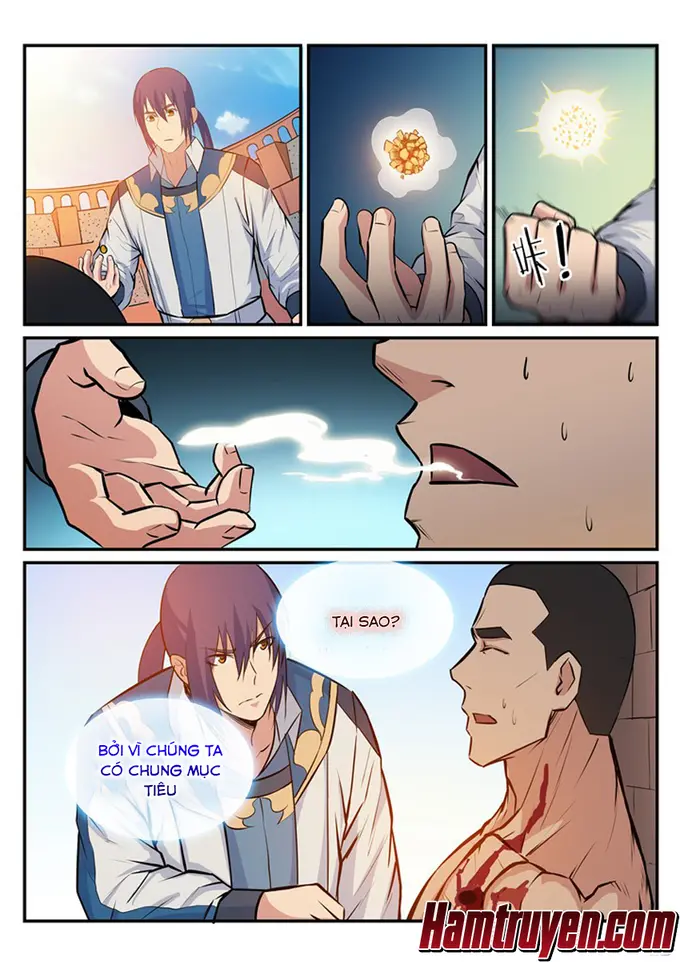 咔!
TẠI SAO?
BỞI VÌ CHÚNG TA
CÓ CHUNG MỤC
TIÊU
Hamtruyen.com